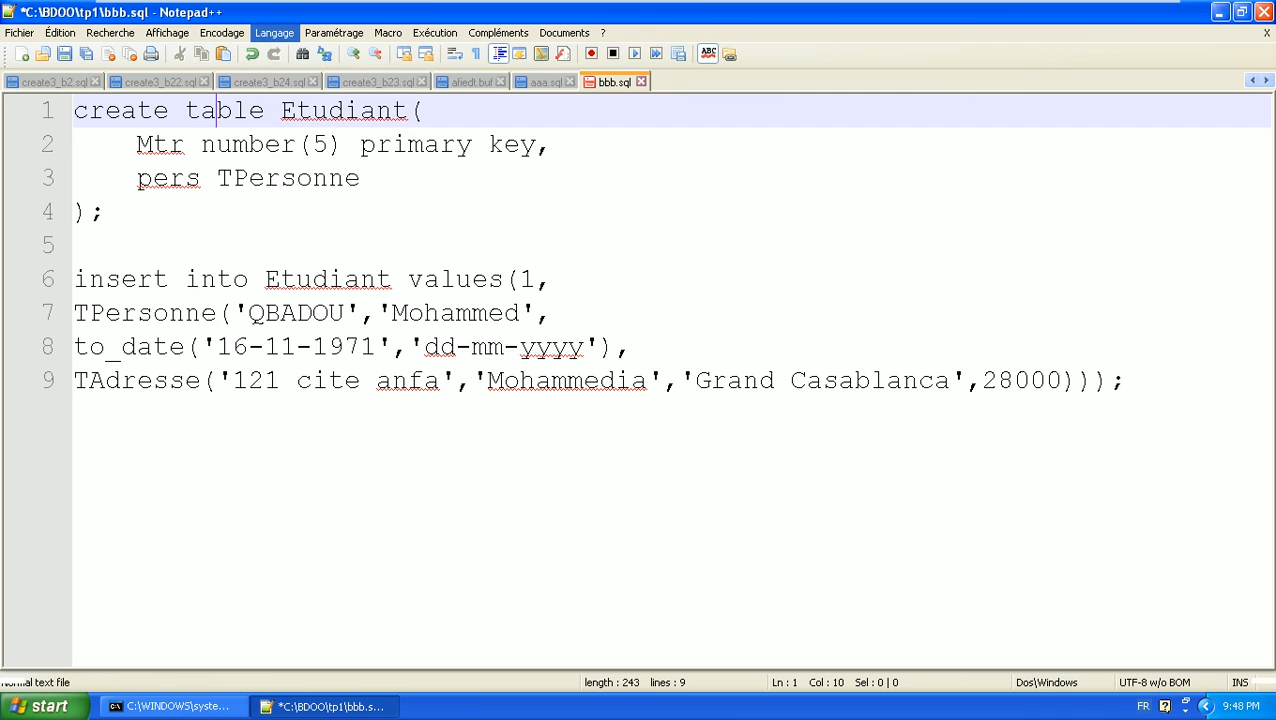 *C:\BDOO\tp1\bbb.sql - Notepad++
Fichier Édition Recherche Affichage Encodage Langage Paramétrage Macro Exécution Compléments Documents ? X
ABC
create3_b2.sql create3_b22.sql create3_b24.sql create3_b23.sql afiedt.buf aaa.sql bbb.sql
1 create table Etudiant(
2 Mtr number(5) primary key,
3 pers TPersonne
4 );
5
6 insert into Etudiant values(1,
7 TPersonne('QBADOU','Mohammed',
8 to_date('16-11-1971','dd-mm-yyyy'),
9 TAdresse('121 cite anfa','Mohammedia','Grand Casablanca',28000)));
Normal text file length : 243 lines : 9 Ln : 1 Col : 10 Sel : 0 | 0 Dos\Windows UTF-8 w/o BOM INS
start C:\WINDOWS\syste... *C:\BDOO\tp1\bbb.s... FR 9:48 PM